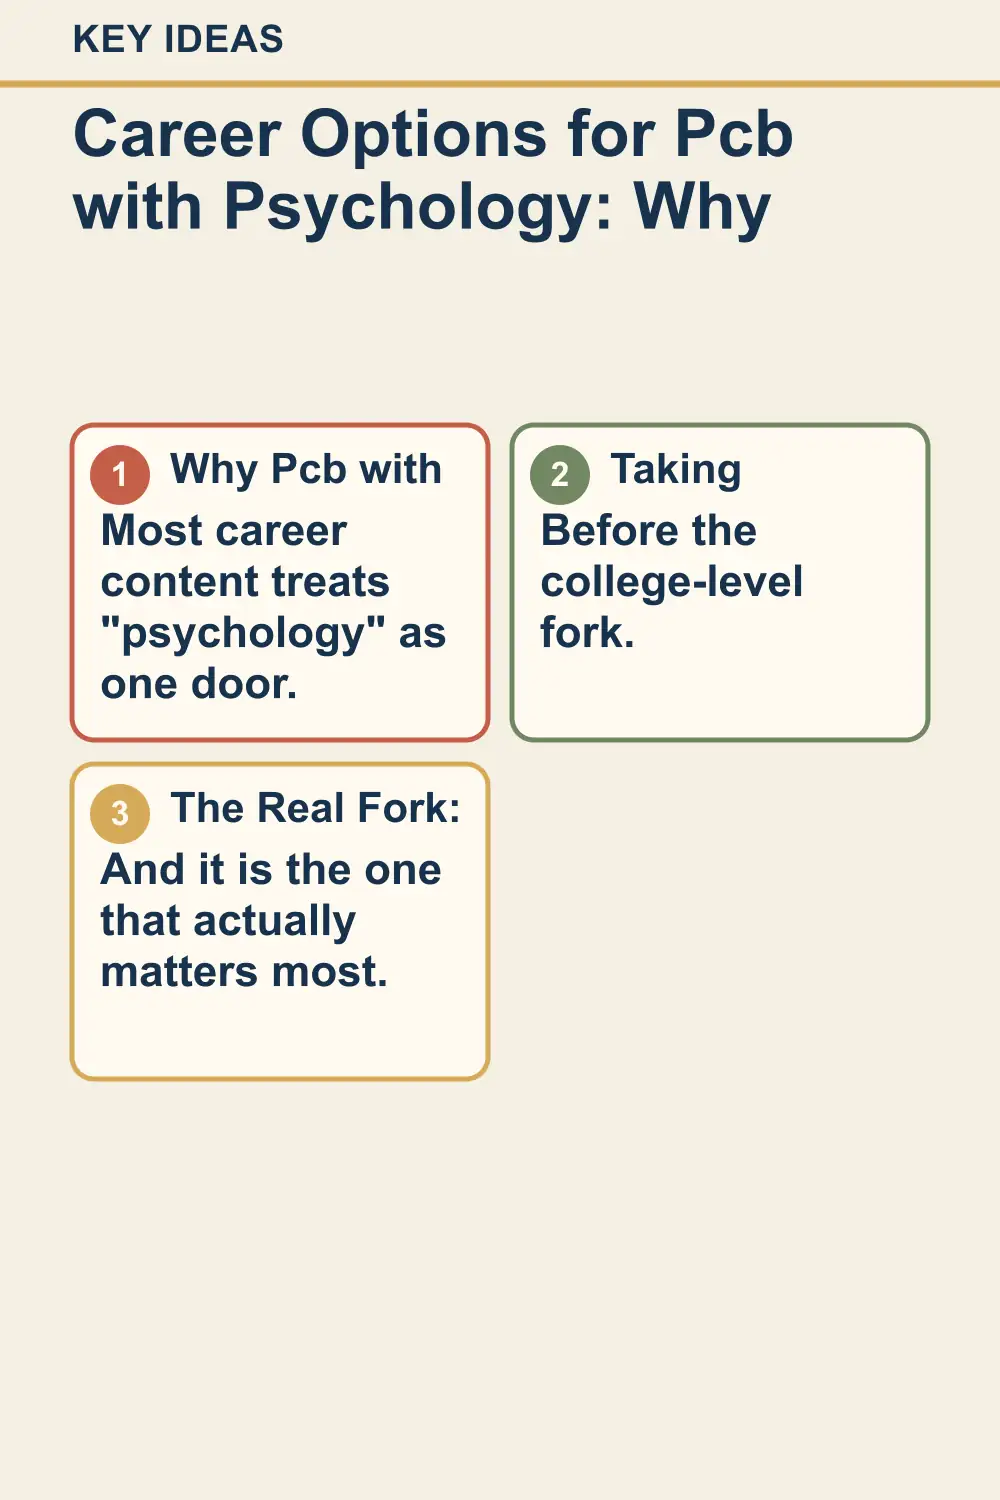 KEY IDEAS
Career Options for Pcb
with Psychology: Why
1 Why Pcb with
Most career
content treats
"psychology" as
one door.
2 Taking
Before the
college-level
fork.
3 The Real Fork:
And it is the one
that actually
matters most.